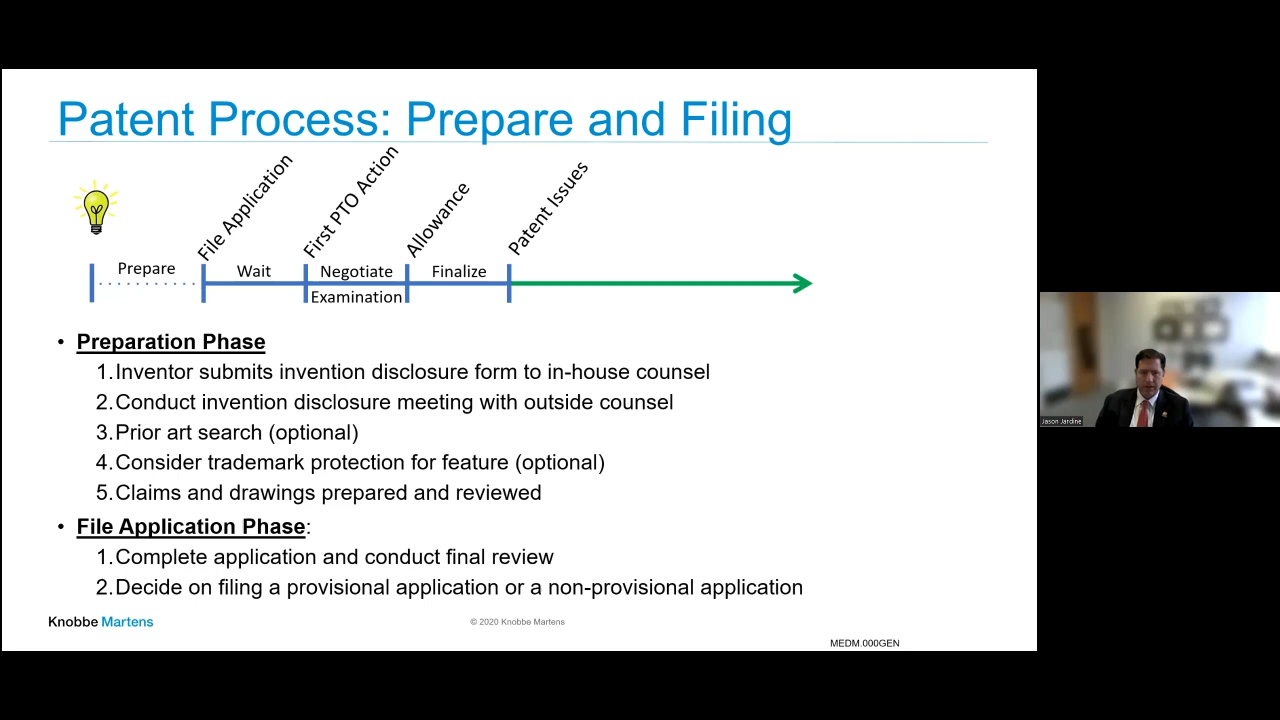 Patent Process: Prepare and Filing
File Application
First PTO Action
Allowance
Patent Issues
Prepare
Wait
Negotiate
Finalize
Examination
• Preparation Phase
1. Inventor submits invention disclosure form to in-house counsel
2. Conduct invention disclosure meeting with outside counsel
3. Prior art search (optional)
4. Consider trademark protection for feature (optional)
5. Claims and drawings prepared and reviewed
• File Application Phase:
1. Complete application and conduct final review
2. Decide on filing a provisional application or a non-provisional application
Knobbe Martens
© 2020 Knobbe Martens
MEDM.000GEN
Jason Jardine